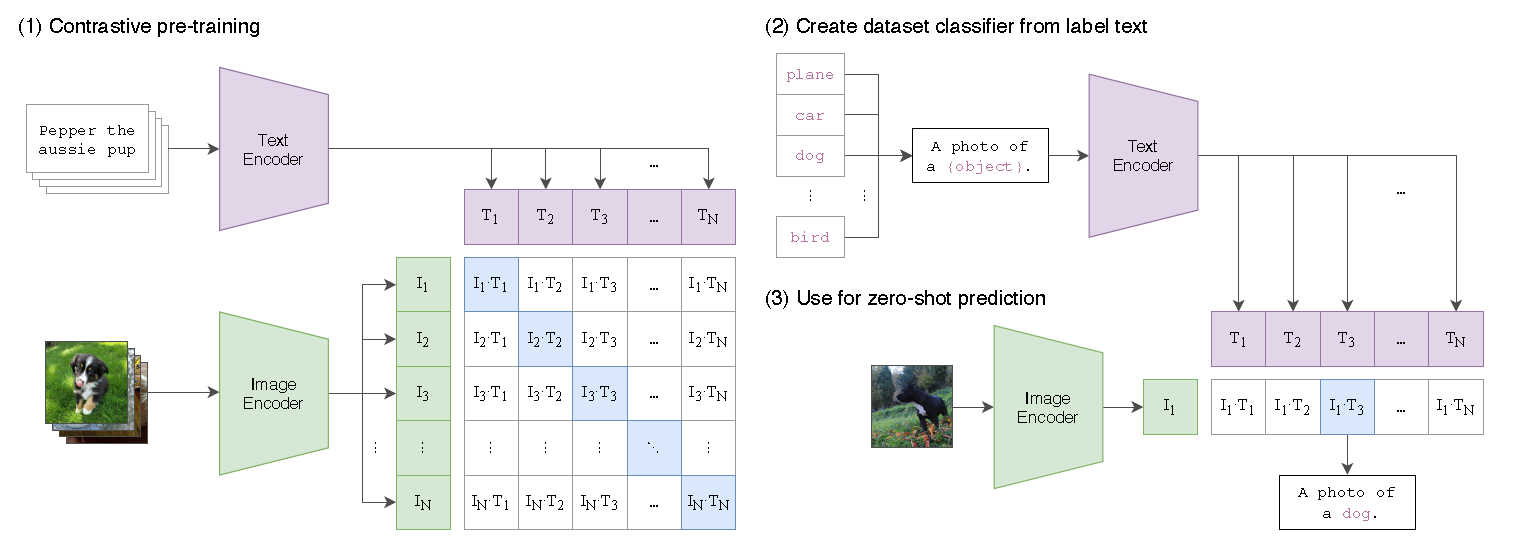 (1) Contrastive pre-training
Pepper the
aussie pup
Text
Encoder
...
T1 T2 T3 ... TN
Image
Encoder
I1 I1·T1 I1·T2 I1·T3 ... I1·TN
I2 I2·T1 I2·T2 I2·T3 ... I2·TN
I3 I3·T1 I3·T2 I3·T3 ... I3·TN
⋮ ⋮ ⋮ ⋮ ⋮ ⋱ ⋮
IN IN·T1 IN·T2 IN·T3 ... IN·TN
(2) Create dataset classifier from label text
plane
car
dog
⋮ ⋮
bird
A photo of
a {object}.
Text
Encoder
...
T1 T2 T3 ... TN
(3) Use for zero-shot prediction
Image
Encoder
I1 I1·T1 I1·T2 I1·T3 ... I1·TN
A photo of
a dog.